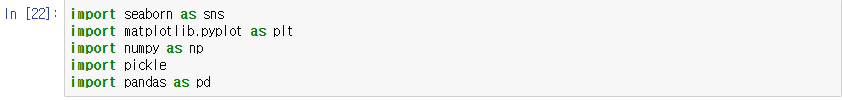 In [22]: import seaborn as sns
import matplotlib.pyplot as plt
import numpy as np
import pickle
import pandas as pd